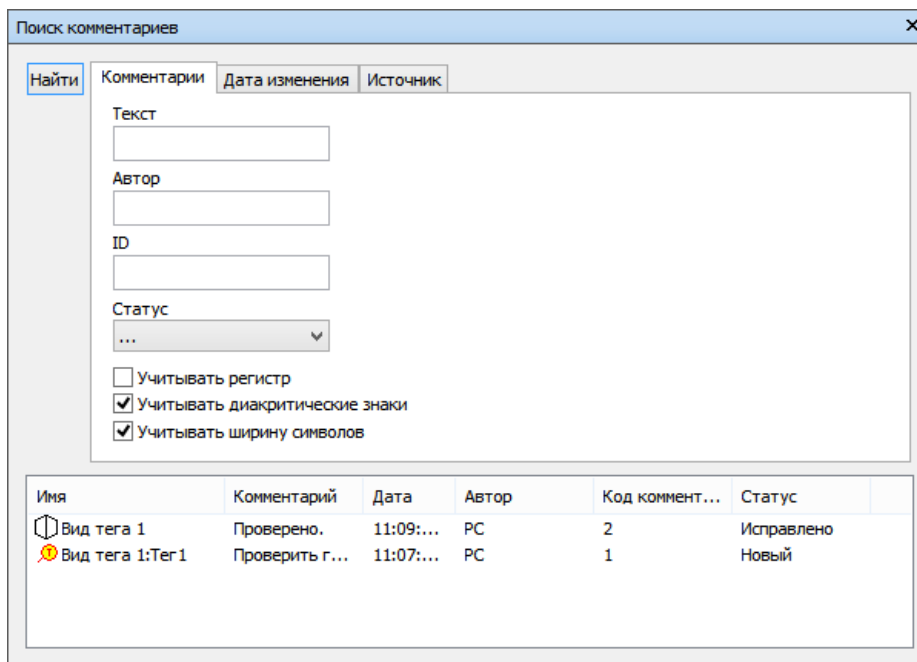 Поиск комментариев
Найти Комментарии Дата изменения Источник
Текст
Автор
ID
Статус
...
Учитывать регистр
Учитывать диакритические знаки
Учитывать ширину символов
Имя Комментарий Дата Автор Код коммент... Статус
Вид тега 1 Проверено. 11:09:... PC 2 Исправлено
Вид тега 1:Тег1 Проверить г... 11:07:... PC 1 Новый